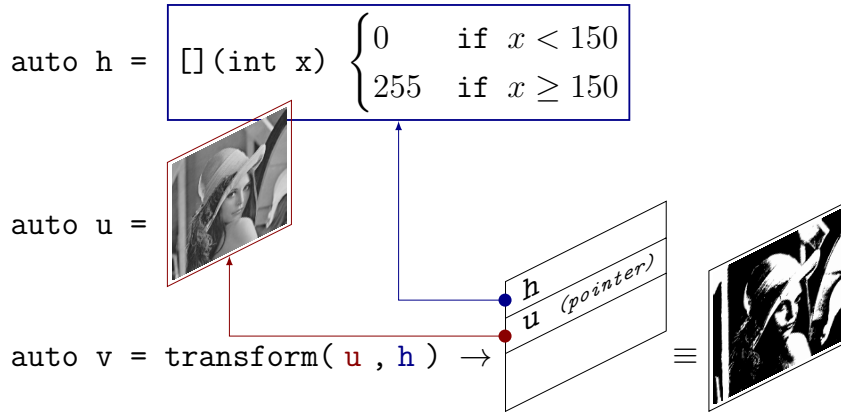 auto h = [](int x) { 0 if x < 150
255 if x ≥ 150
auto u =
h
u (pointer)
auto v = transform( u , h ) → ≡